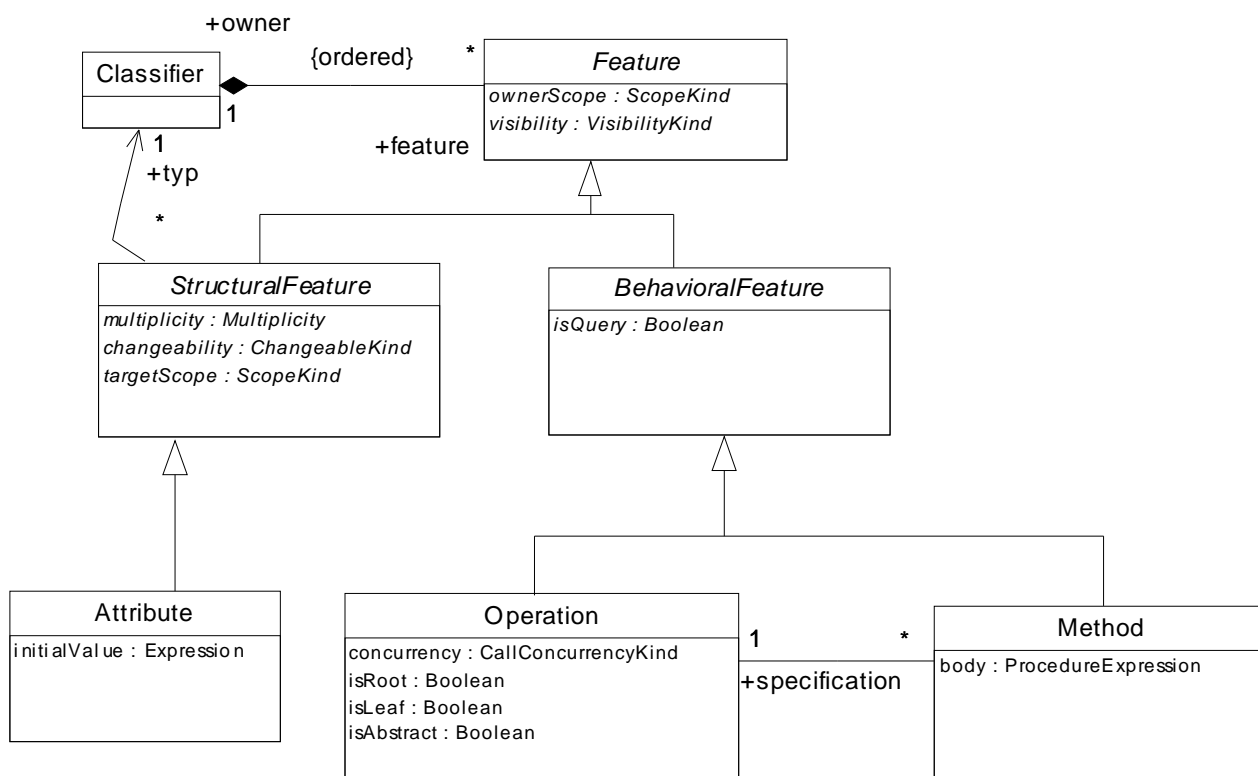 +owner
Classifier
{ordered}
*
Feature
ownerScope : ScopeKind
visibility : VisibilityKind
1
1
+typ
+feature
*
StructuralFeature
multiplicity : Multiplicity
changeability : ChangeableKind
targetScope : ScopeKind
BehavioralFeature
isQuery : Boolean
Attribute
initialValue : Expression
Operation
concurrency : CallConcurrencyKind
isRoot : Boolean
isLeaf : Boolean
isAbstract : Boolean
1
*
+specification
Method
body : ProcedureExpression